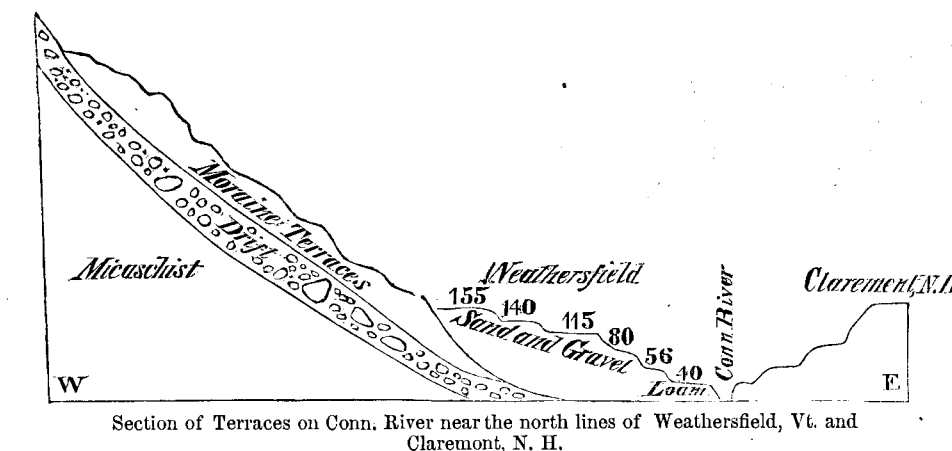 Moraine Terraces
Drift
Micaschist
Weathersfield
Claremont, N.H
155
140
115
80
56
40
Sand and Gravel
Conn River
Loam
W
E
Section of Terraces on Conn. River near the north lines of Weathersfield, Vt. and
Claremont, N. H.